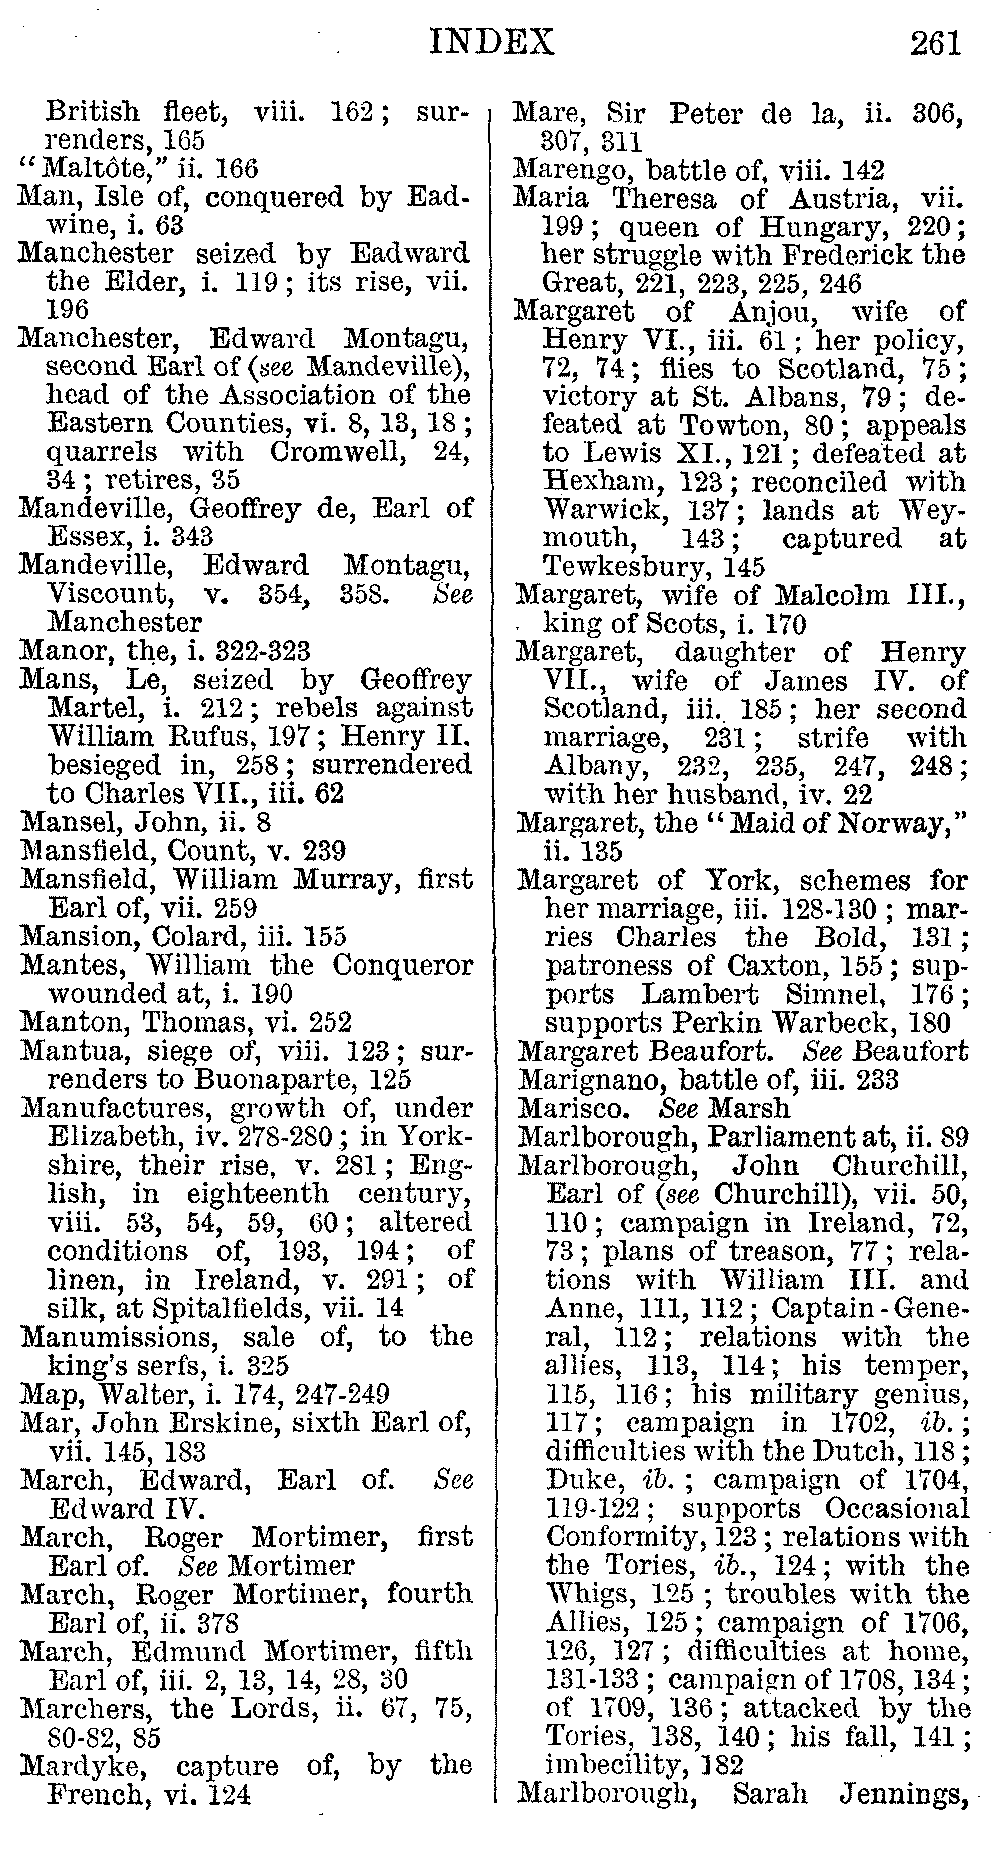 INDEX 261
British fleet, viii. 162; sur-
renders, 165
"Maltôte," ii. 166
Man, Isle of, conquered by Ead-
wine, i. 63
Manchester seized by Eadward
the Elder, i. 119; its rise, vii.
196
Manchester, Edward Montagu,
second Earl of (see Mandeville),
head of the Association of the
Eastern Counties, vi. 8, 13, 18;
quarrels with Cromwell, 24,
34; retires, 35
Mandeville, Geoffrey de, Earl of
Essex, i. 343
Mandeville, Edward Montagu,
Viscount, v. 354, 358. See
Manchester
Manor, the, i. 322-323
Mans, Le, seized by Geoffrey
Martel, i. 212; rebels against
William Rufus, 197; Henry II.
besieged in, 258; surrendered
to Charles VII., iii. 62
Mansel, John, ii. 8
Mansfield, Count, v. 239
Mansfield, William Murray, first
Earl of, vii. 259
Mansion, Colard, iii. 155
Mantes, William the Conqueror
wounded at, i. 190
Manton, Thomas, vi. 252
Mantua, siege of, viii. 123; sur-
renders to Buonaparte, 125
Manufactures, growth of, under
Elizabeth, iv. 278-280; in York-
shire, their rise, v. 281; Eng-
lish, in eighteenth century,
viii. 53, 54, 59, 60; altered
conditions of, 193, 194; of
linen, in Ireland, v. 291; of
silk, at Spitalfields, vii. 14
Manumissions, sale of, to the
king's serfs, i. 325
Map, Walter, i. 174, 247-249
Mar, John Erskine, sixth Earl of,
vii. 145, 183
March, Edward, Earl of. See
Edward IV.
March, Roger Mortimer, first
Earl of. See Mortimer
March, Roger Mortimer, fourth
Earl of, ii. 378
March, Edmund Mortimer, fifth
Earl of, iii. 2, 13, 14, 28, 30
Marchers, the Lords, ii. 67, 75,
80-82, 85
Mardyke, capture of, by the
French, vi. 124
Mare, Sir Peter de la, ii. 306,
307, 311
Marengo, battle of, viii. 142
Maria Theresa of Austria, vii.
199; queen of Hungary, 220;
her struggle with Frederick the
Great, 221, 223, 225, 246
Margaret of Anjou, wife of
Henry VI., iii. 61; her policy,
72, 74; flies to Scotland, 75;
victory at St. Albans, 79; de-
feated at Towton, 80; appeals
to Lewis XI., 121; defeated at
Hexham, 123; reconciled with
Warwick, 137; lands at Wey-
mouth, 143; captured at
Tewkesbury, 145
Margaret, wife of Malcolm III.,
king of Scots, i. 170
Margaret, daughter of Henry
VII., wife of James IV. of
Scotland, iii. 185; her second
marriage, 231; strife with
Albany, 232, 235, 247, 248;
with her husband, iv. 22
Margaret, the "Maid of Norway,"
ii. 135
Margaret of York, schemes for
her marriage, iii. 128-130; mar-
ries Charles the Bold, 131;
patroness of Caxton, 155; sup-
ports Lambert Simnel, 176;
supports Perkin Warbeck, 180
Margaret Beaufort. See Beaufort
Marignano, battle of, iii. 233
Marisco. See Marsh
Marlborough, Parliament at, ii. 89
Marlborough, John Churchill,
Earl of (see Churchill), vii. 50,
110; campaign in Ireland, 72,
73; plans of treason, 77; rela-
tions with William III. and
Anne, 111, 112; Captain-Gene-
ral, 112; relations with the
allies, 113, 114; his temper,
115, 116; his military genius,
117; campaign in 1702, ib.;
difficulties with the Dutch, 118;
Duke, ib.; campaign of 1704,
119-122; supports Occasional
Conformity, 123; relations with
the Tories, ib., 124; with the
Whigs, 125; troubles with the
Allies, 125; campaign of 1706,
126, 127; difficulties at home,
131-133; campaign of 1708, 134;
of 1709, 136; attacked by the
Tories, 138, 140; his fall, 141;
imbecility, 182
Marlborough, Sarah Jennings,